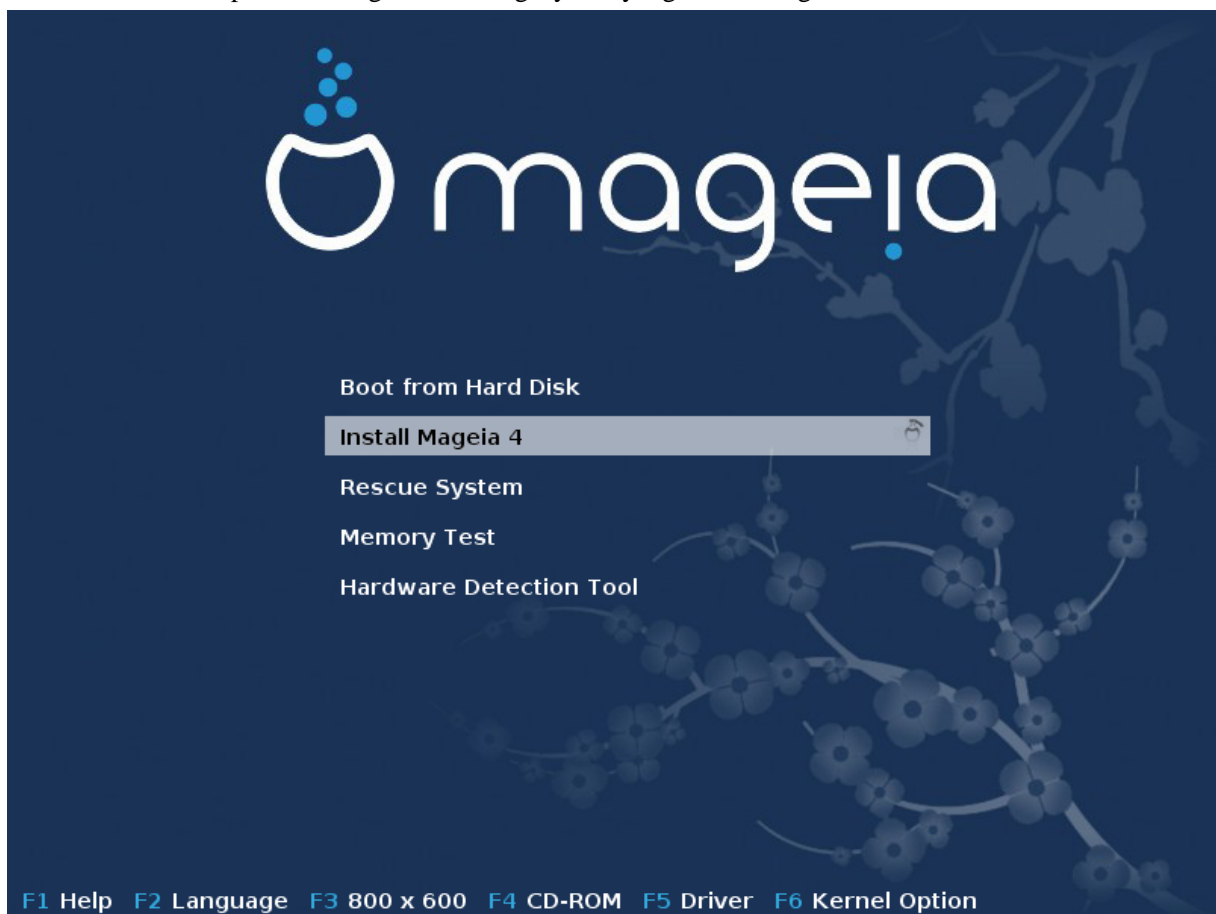 mageia
Boot from Hard Disk
Install Mageia 4
Rescue System
Memory Test
Hardware Detection Tool
F1 Help F2 Language F3 800 x 600 F4 CD-ROM F5 Driver F6 Kernel Option